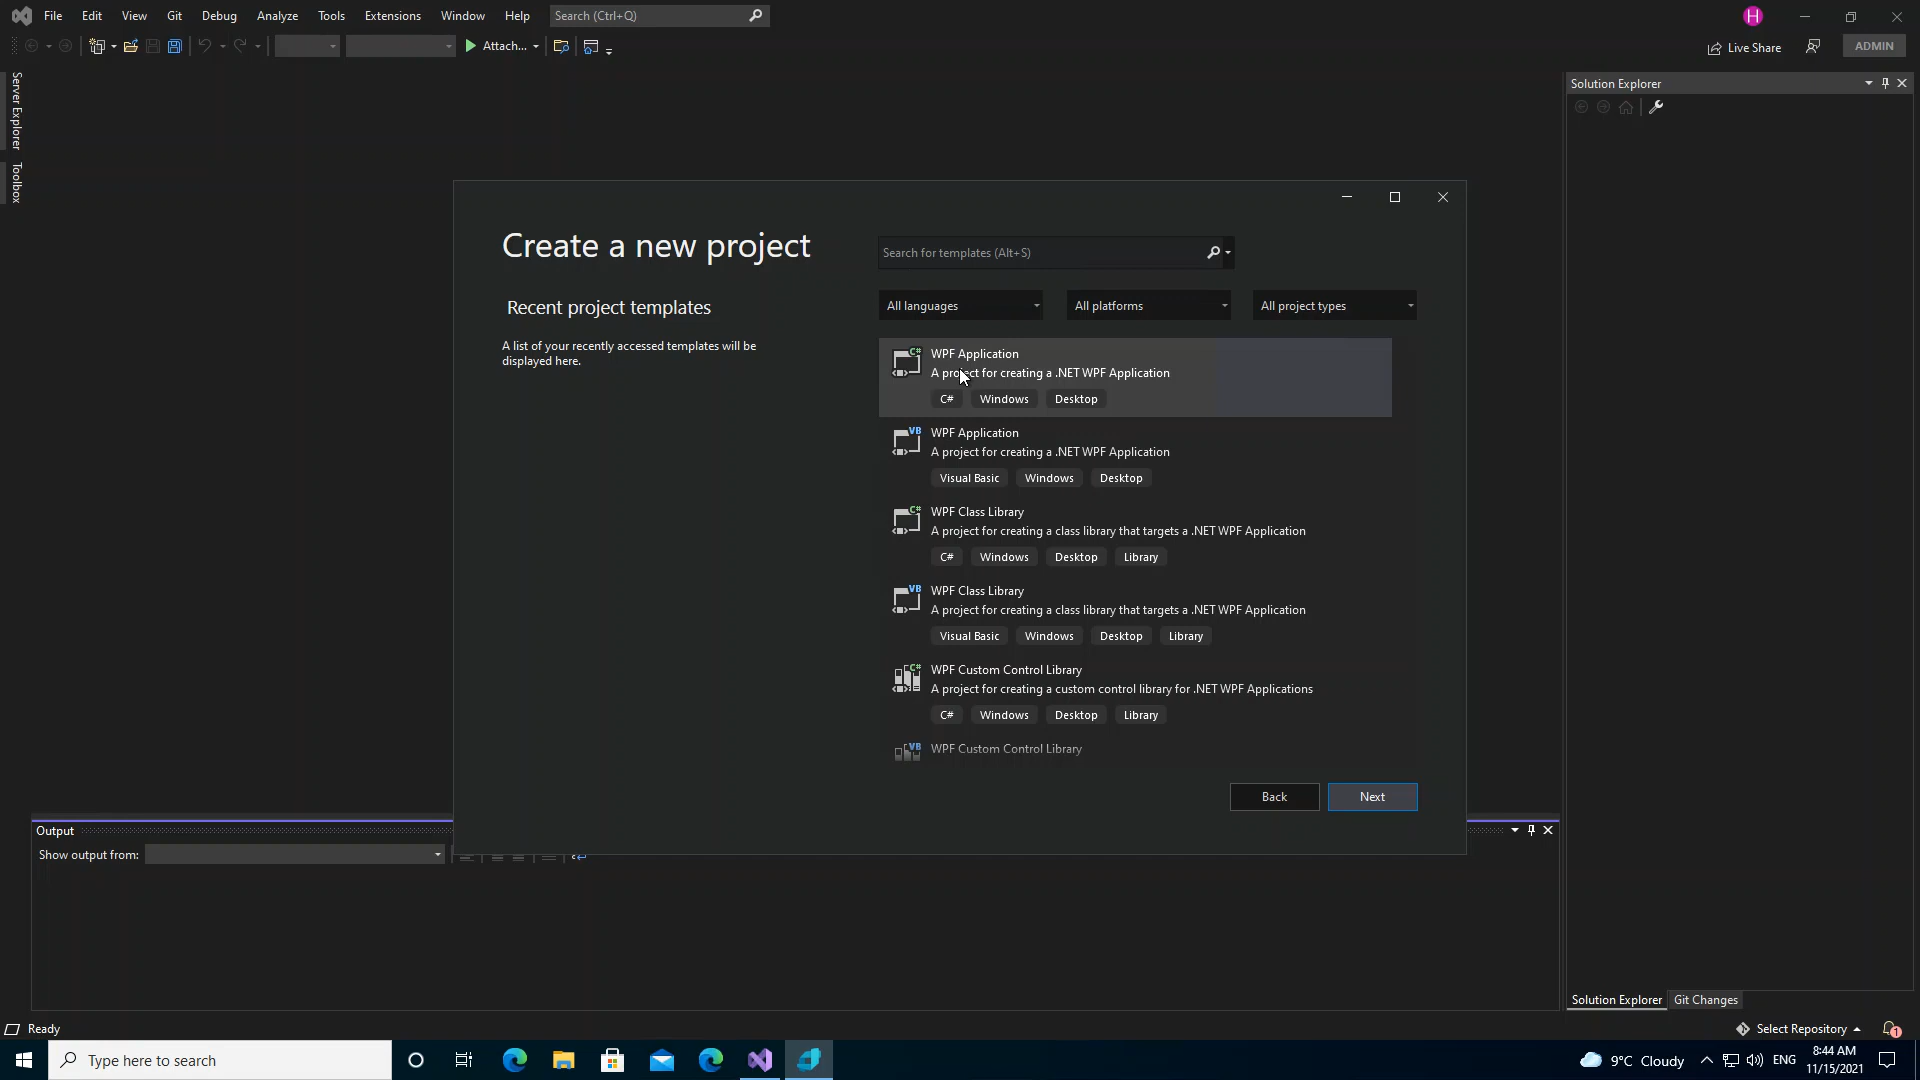 File Edit View Git Debug Analyze Tools Extensions Window Help Search (Ctrl+Q)
H
Attach...
Live Share
ADMIN
Server Explorer
Toolbox
Solution Explorer
Create a new project
Search for templates (Alt+S)
Recent project templates
All languages
All platforms
All project types
A list of your recently accessed templates will be
displayed here.
C#
WPF Application
A project for creating a .NET WPF Application
C# Windows Desktop
VB
WPF Application
A project for creating a .NET WPF Application
Visual Basic Windows Desktop
C#
WPF Class Library
A project for creating a class library that targets a .NET WPF Application
C# Windows Desktop Library
VB
WPF Class Library
A project for creating a class library that targets a .NET WPF Application
Visual Basic Windows Desktop Library
C#
WPF Custom Control Library
A project for creating a custom control library for .NET WPF Applications
C# Windows Desktop Library
VB
WPF Custom Control Library
Back
Next
Output
Show output from:
Solution Explorer Git Changes
Ready
Select Repository
1
Type here to search
9°C Cloudy
ENG
8:44 AM
11/15/2021